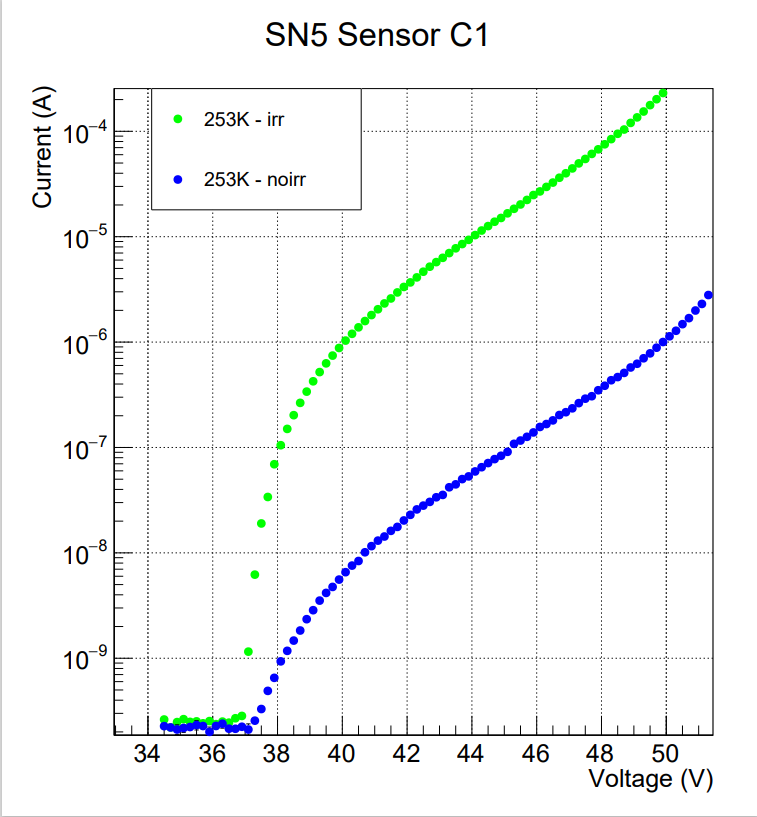 SN5 Sensor C1
Current (A)
253K - irr
253K - noirr
10⁻⁴
10⁻⁵
10⁻⁶
10⁻⁷
10⁻⁸
10⁻⁹
34 36 38 40 42 44 46 48 50
Voltage (V)